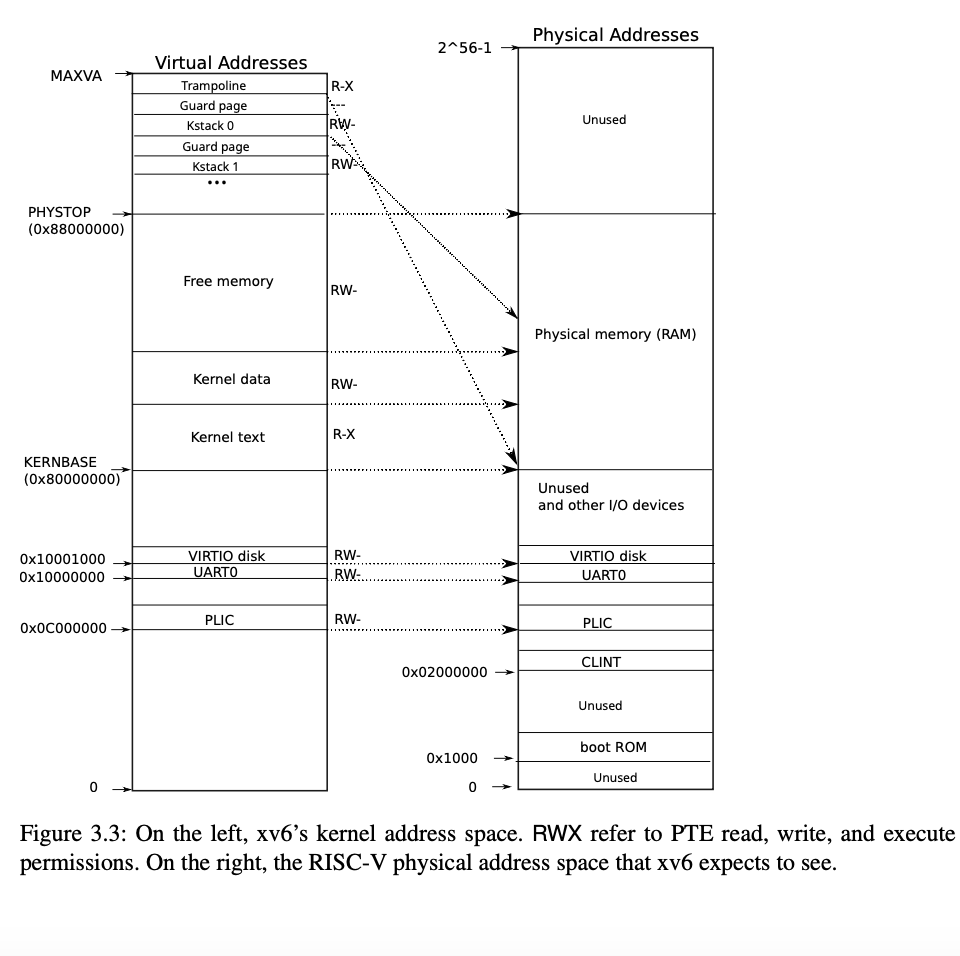 Physical Addresses
2^56-1
Virtual Addresses
MAXVA
Trampoline
R-X
Guard page
---
Kstack 0
RW-
Guard page
---
Kstack 1
RW-
•••
Unused
PHYSTOP
(0x88000000)
Free memory
RW-
Physical memory (RAM)
Kernel data
RW-
Kernel text
R-X
KERNBASE
(0x80000000)
Unused
and other I/O devices
0x10001000
VIRTIO disk
RW-
VIRTIO disk
0x10000000
UART0
RW-
UART0
0x0C000000
PLIC
RW-
PLIC
CLINT
0x02000000
Unused
boot ROM
0x1000
Unused
0
0
Figure 3.3: On the left, xv6’s kernel address space. RWX refer to PTE read, write, and execute
permissions. On the right, the RISC-V physical address space that xv6 expects to see.